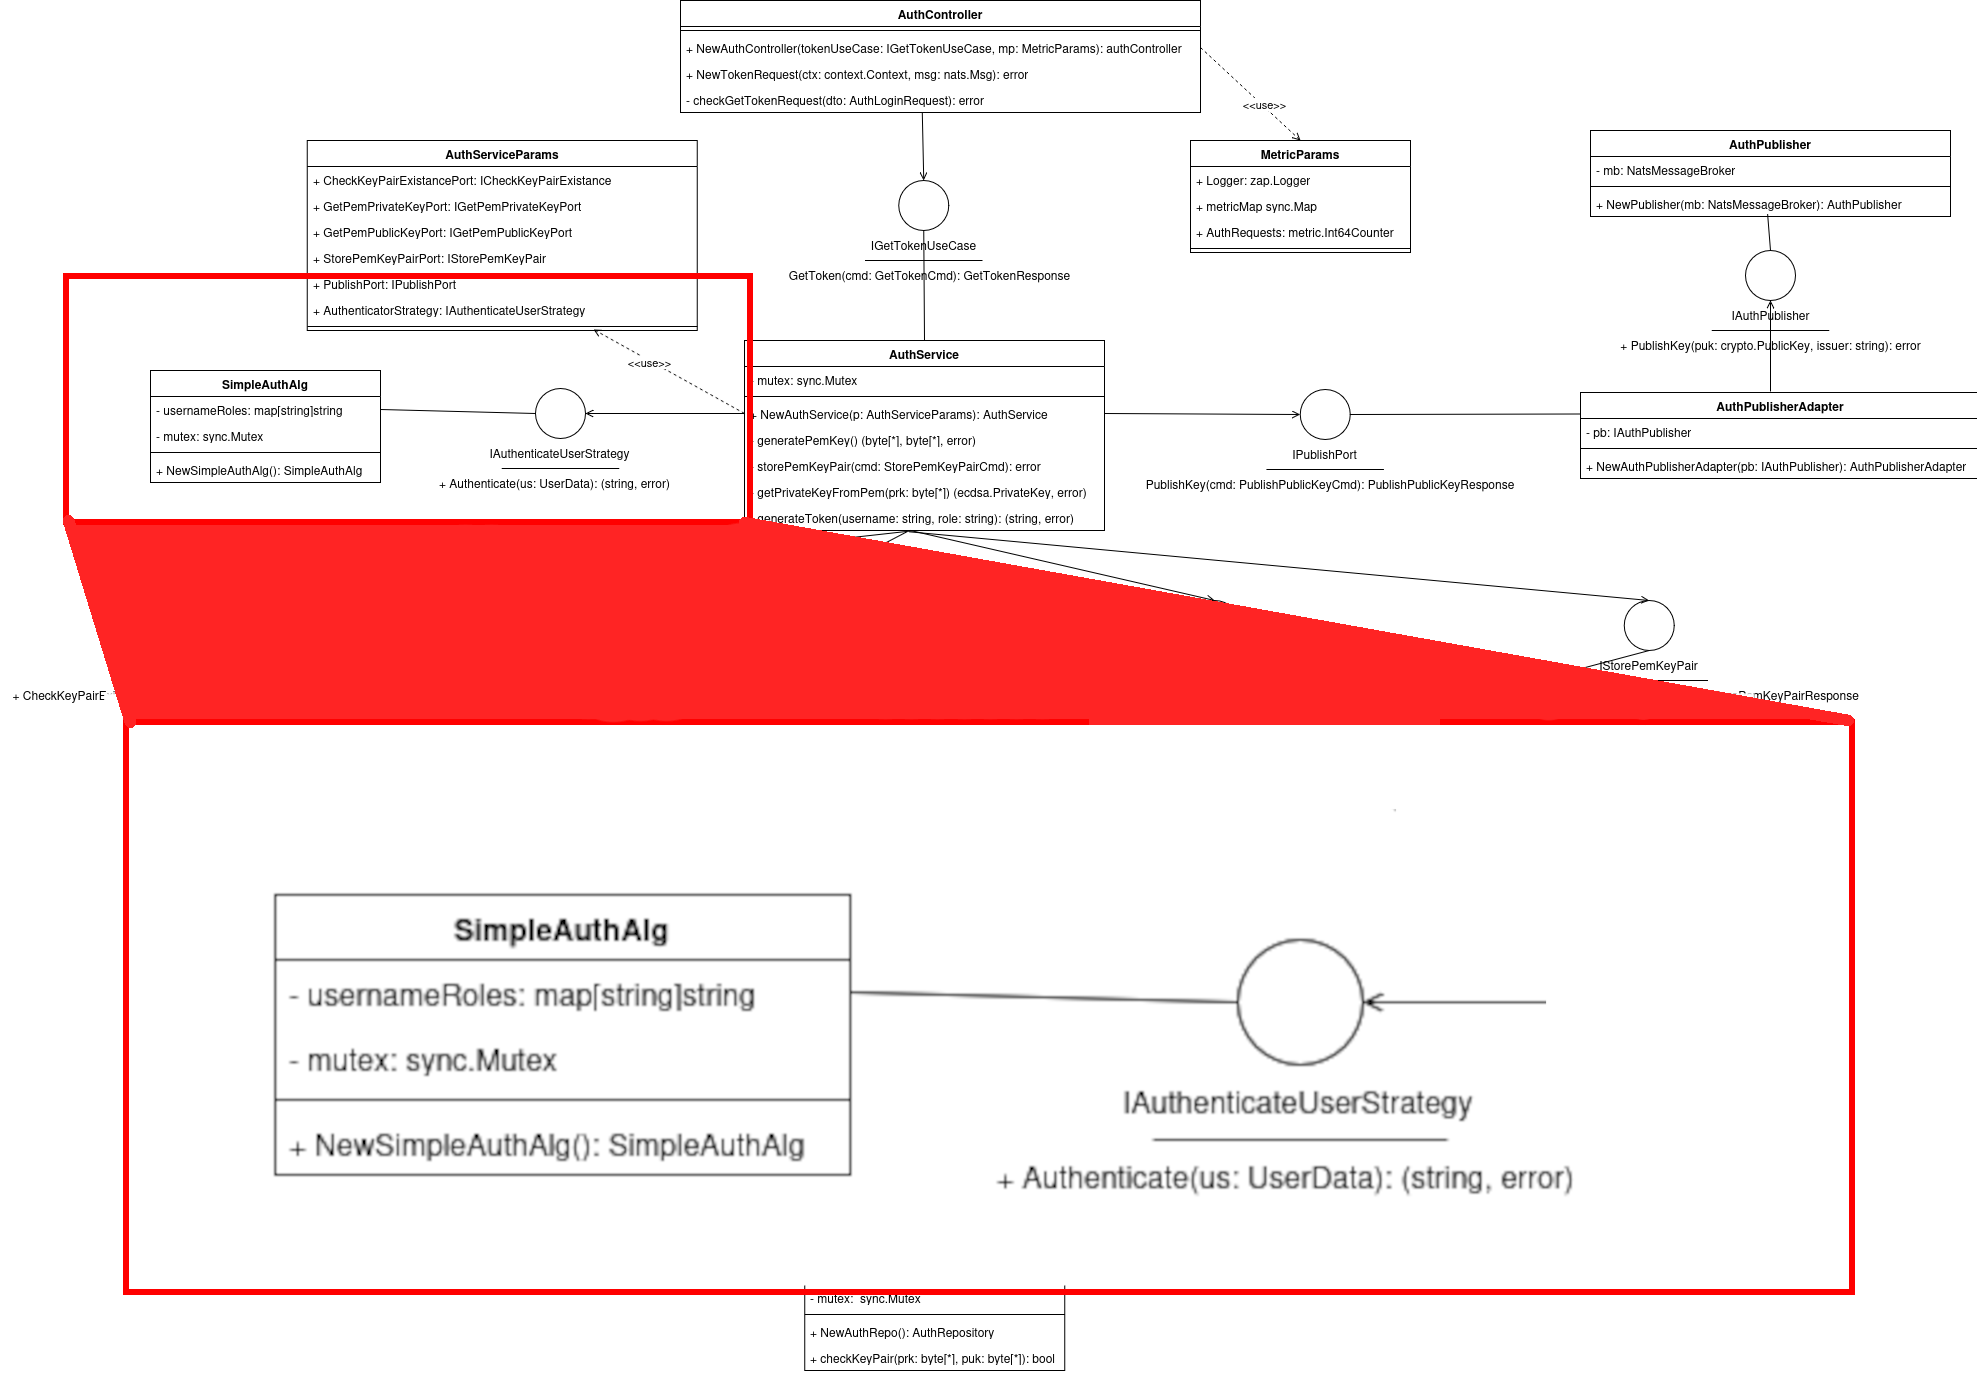 AuthController
+ NewAuthController(tokenUseCase: IGetTokenUseCase, mp: MetricParams): authController
+ NewTokenRequest(ctx: context.Context, msg: nats.Msg): error
- checkGetTokenRequest(dto: AuthLoginRequest): error
<<use>>
AuthServiceParams
+ CheckKeyPairExistancePort: ICheckKeyPairExistance
+ GetPemPrivateKeyPort: IGetPemPrivateKeyPort
+ GetPemPublicKeyPort: IGetPemPublicKeyPort
+ StorePemKeyPairPort: IStorePemKeyPair
+ PublishPort: IPublishPort
+ AuthenticatorStrategy: IAuthenticateUserStrategy
IGetTokenUseCase
GetToken(cmd: GetTokenCmd): GetTokenResponse
MetricParams
+ Logger: zap.Logger
+ metricMap sync.Map
+ AuthRequests: metric.Int64Counter
AuthPublisher
- mb: NatsMessageBroker
+ NewPublisher(mb: NatsMessageBroker): AuthPublisher
IAuthPublisher
+ PublishKey(puk: crypto.PublicKey, issuer: string): error
<<use>>
SimpleAuthAlg
- usernameRoles: map[string]string
- mutex: sync.Mutex
+ NewSimpleAuthAlg(): SimpleAuthAlg
IAuthenticateUserStrategy
+ Authenticate(us: UserData): (string, error)
AuthService
mutex: sync.Mutex
NewAuthService(p: AuthServiceParams): AuthService
generatePemKey() (byte[*], byte[*], error)
storePemKeyPair(cmd: StorePemKeyPairCmd): error
getPrivateKeyFromPem(prk: byte[*]) (ecdsa.PrivateKey, error)
generateToken(username: string, role: string): (string, error)
IPublishPort
PublishKey(cmd: PublishPublicKeyCmd): PublishPublicKeyResponse
AuthPublisherAdapter
- pb: IAuthPublisher
+ NewAuthPublisherAdapter(pb: IAuthPublisher): AuthPublisherAdapter
IStorePemKeyPair
+ CheckKeyPairE
mKeyPairResponse
SimpleAuthAlg
- usernameRoles: map[string]string
- mutex: sync.Mutex
+ NewSimpleAuthAlg(): SimpleAuthAlg
IAuthenticateUserStrategy
+ Authenticate(us: UserData): (string, error)
- mutex: sync.Mutex
+ NewAuthRepo(): AuthRepository
+ checkKeyPair(prk: byte[*], puk: byte[*]): bool